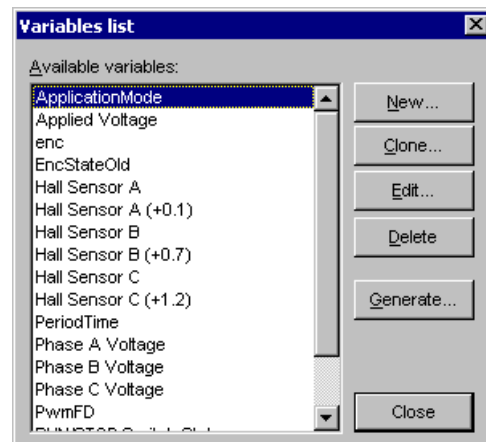 Variables list
Available variables:
ApplicationMode
Applied Voltage
enc
EncStateOld
Hall Sensor A
Hall Sensor A (+0.1)
Hall Sensor B
Hall Sensor B (+0.7)
Hall Sensor C
Hall Sensor C (+1.2)
PeriodTime
Phase A Voltage
Phase B Voltage
Phase C Voltage
PwmFD
New...
Clone...
Edit...
Delete
Generate...
Close